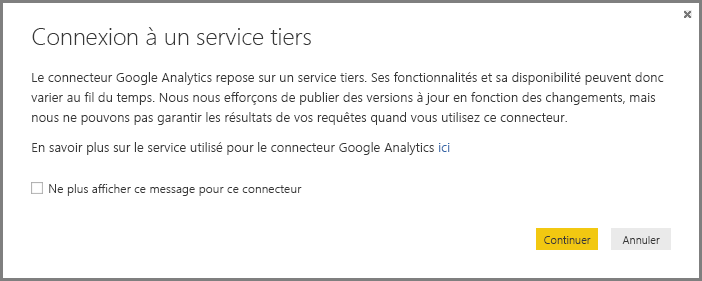 Connexion à un service tiers
Le connecteur Google Analytics repose sur un service tiers. Ses fonctionnalités et sa disponibilité peuvent donc
varier au fil du temps. Nous nous efforçons de publier des versions à jour en fonction des changements, mais
nous ne pouvons pas garantir les résultats de vos requêtes quand vous utilisez ce connecteur.
En savoir plus sur le service utilisé pour le connecteur Google Analytics ici
Ne plus afficher ce message pour ce connecteur
Continuer Annuler